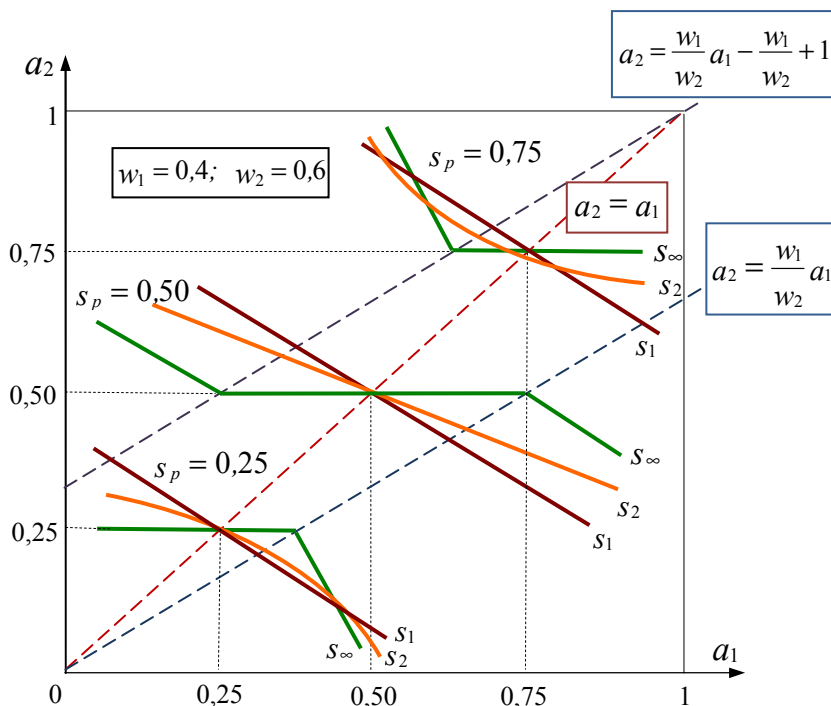 a₂ = w₁/w₂ a₁ − w₁/w₂ + 1
a₂
1
w₁ = 0,4; w₂ = 0,6
sₚ = 0,75
a₂ = a₁
0,75
s∞
a₂ = w₁/w₂ a₁
s₂
sₚ = 0,50
s₁
0,50
s∞
sₚ = 0,25
s₂
0,25
s₁
s₁
s∞
s₂
a₁
0
0,25
0,50
0,75
1